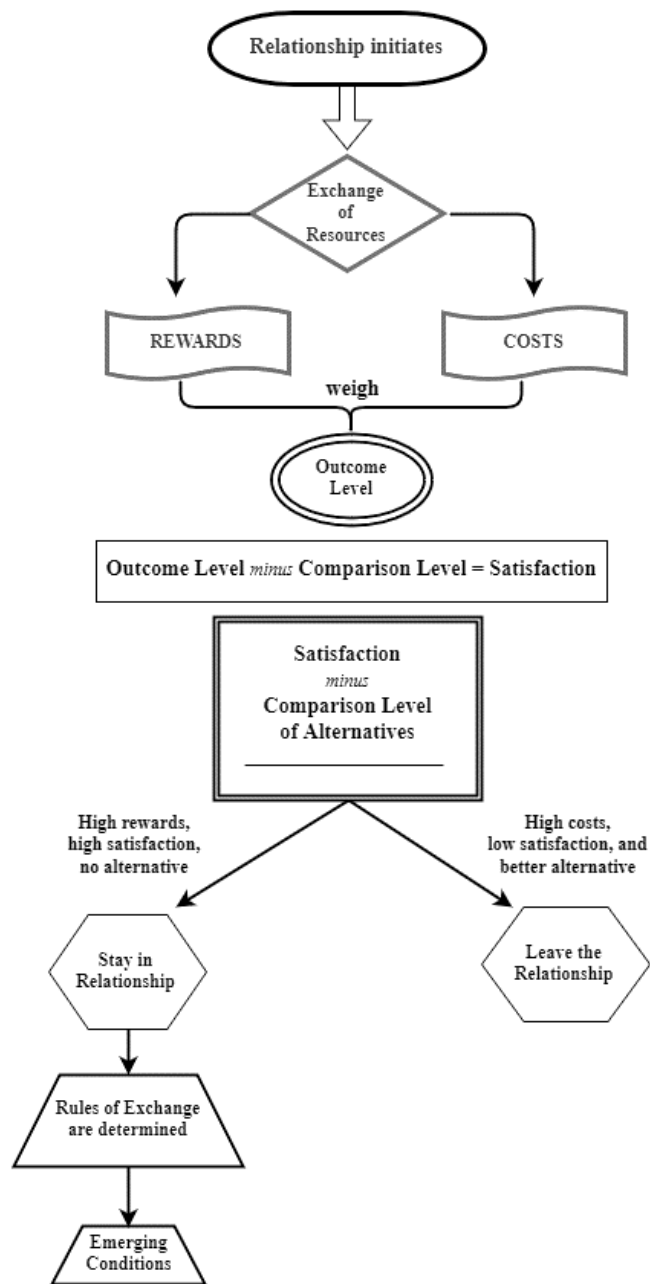 Relationship initiates
Exchange
of
Resources
REWARDS
COSTS
weigh
Outcome
Level
Outcome Level minus Comparison Level = Satisfaction
Satisfaction
minus
Comparison Level
of Alternatives
High rewards,
high satisfaction,
no alternative
High costs,
low satisfaction, and
better alternative
Stay in
Relationship
Leave the
Relationship
Rules of Exchange
are determined
Emerging
Conditions